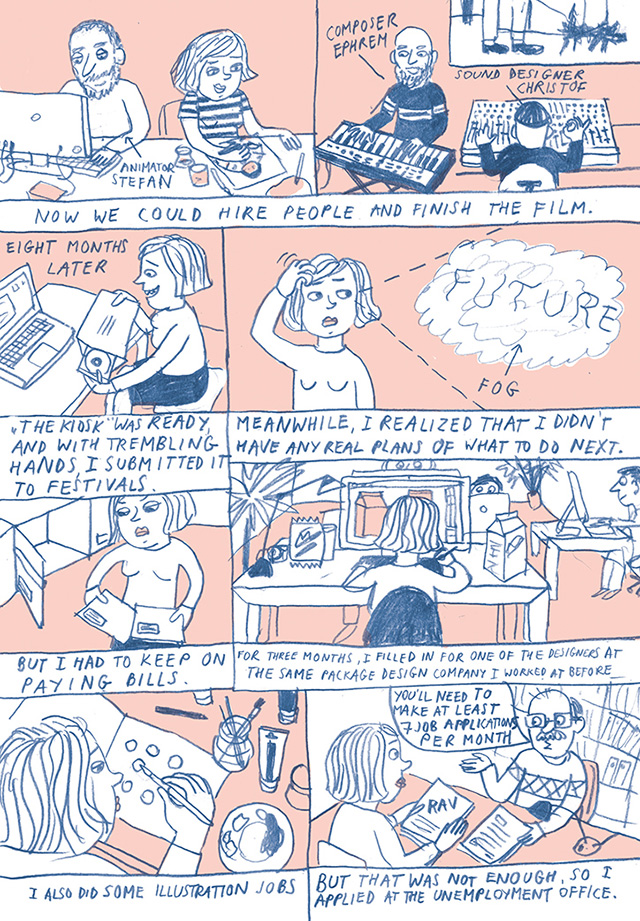 ANIMATOR
STEFAN
COMPOSER
EPHREM
SOUND DESIGNER
CHRISTOF
NOW WE COULD HIRE PEOPLE AND FINISH THE FILM.
EIGHT MONTHS
LATER
„THE KIOSK" WAS READY,
AND WITH TREMBLING
HANDS, I SUBMITTED IT
TO FESTIVALS.
FUTURE
FOG
MEANWHILE, I REALIZED THAT I DIDN'T
HAVE ANY REAL PLANS OF WHAT TO DO NEXT.
BUT I HAD TO KEEP ON
PAYING BILLS.
FOR THREE MONTHS, I FILLED IN FOR ONE OF THE DESIGNERS AT
THE SAME PACKAGE DESIGN COMPANY I WORKED AT BEFORE
I ALSO DID SOME ILLUSTRATION JOBS
YOU'LL NEED TO
MAKE AT LEAST
7 JOB APPLICATIONS
PER MONTH
RAV
BUT THAT WAS NOT ENOUGH, SO I
APPLIED AT THE UNEMPLOYMENT OFFICE.